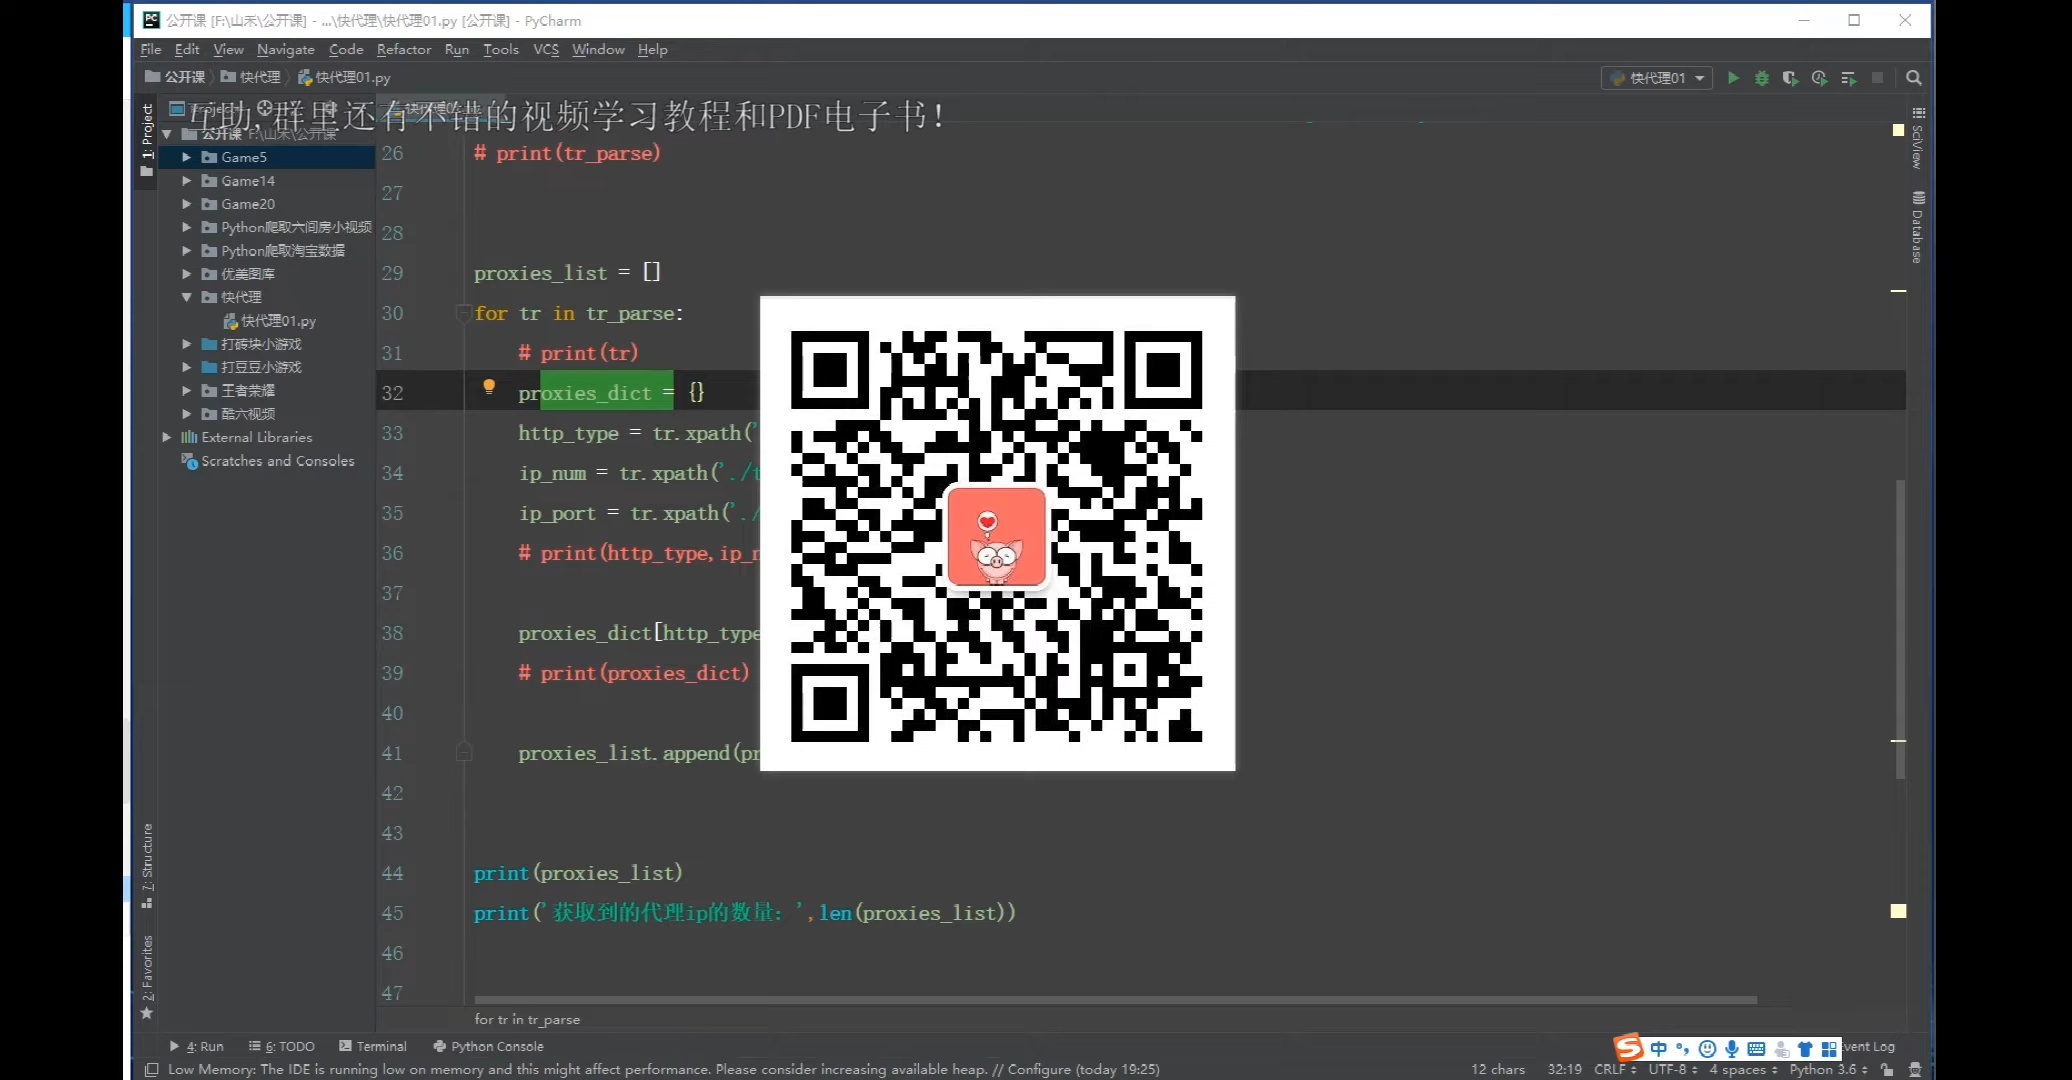 公开课 [F:\山禾\公开课] - ...\快代理\快代理01.py [公开课] - PyCharm
File Edit View Navigate Code Refactor Run Tools VCS Window Help
公开课 快代理 快代理01.py
快代理01
互助,群里还有不错的视频学习教程和PDF电子书!
1: Project
公开课 F:\山禾\公开课
Game5
Game14
Game20
Python爬取六间房小视频
Python爬取淘宝数据
优美图库
快代理
快代理01.py
打砖块小游戏
打豆豆小游戏
王者荣耀
酷六视频
External Libraries
Scratches and Consoles
26 # print(tr_parse)
27
28
29 proxies_list = []
30 for tr in tr_parse:
31 # print(tr)
32 proxies_dict = {}
33 http_type = tr.xpath('
34 ip_num = tr.xpath('./t
35 ip_port = tr.xpath('./
36 # print(http_type,ip_n
37
38 proxies_dict[http_type
39 # print(proxies_dict)
40
41 proxies_list.append(pr
42
43
44 print(proxies_list)
45 print('获取到的代理ip的数量: ',len(proxies_list))
46
47
for tr in tr_parse
SciView
Database
7: Structure
2: Favorites
4: Run 6: TODO Terminal Python Console
中
Event Log
Low Memory: The IDE is running low on memory and this might affect performance. Please consider increasing available heap. // Configure (today 19:25)
12 chars 32:19 CRLF UTF-8 4 spaces Python 3.6